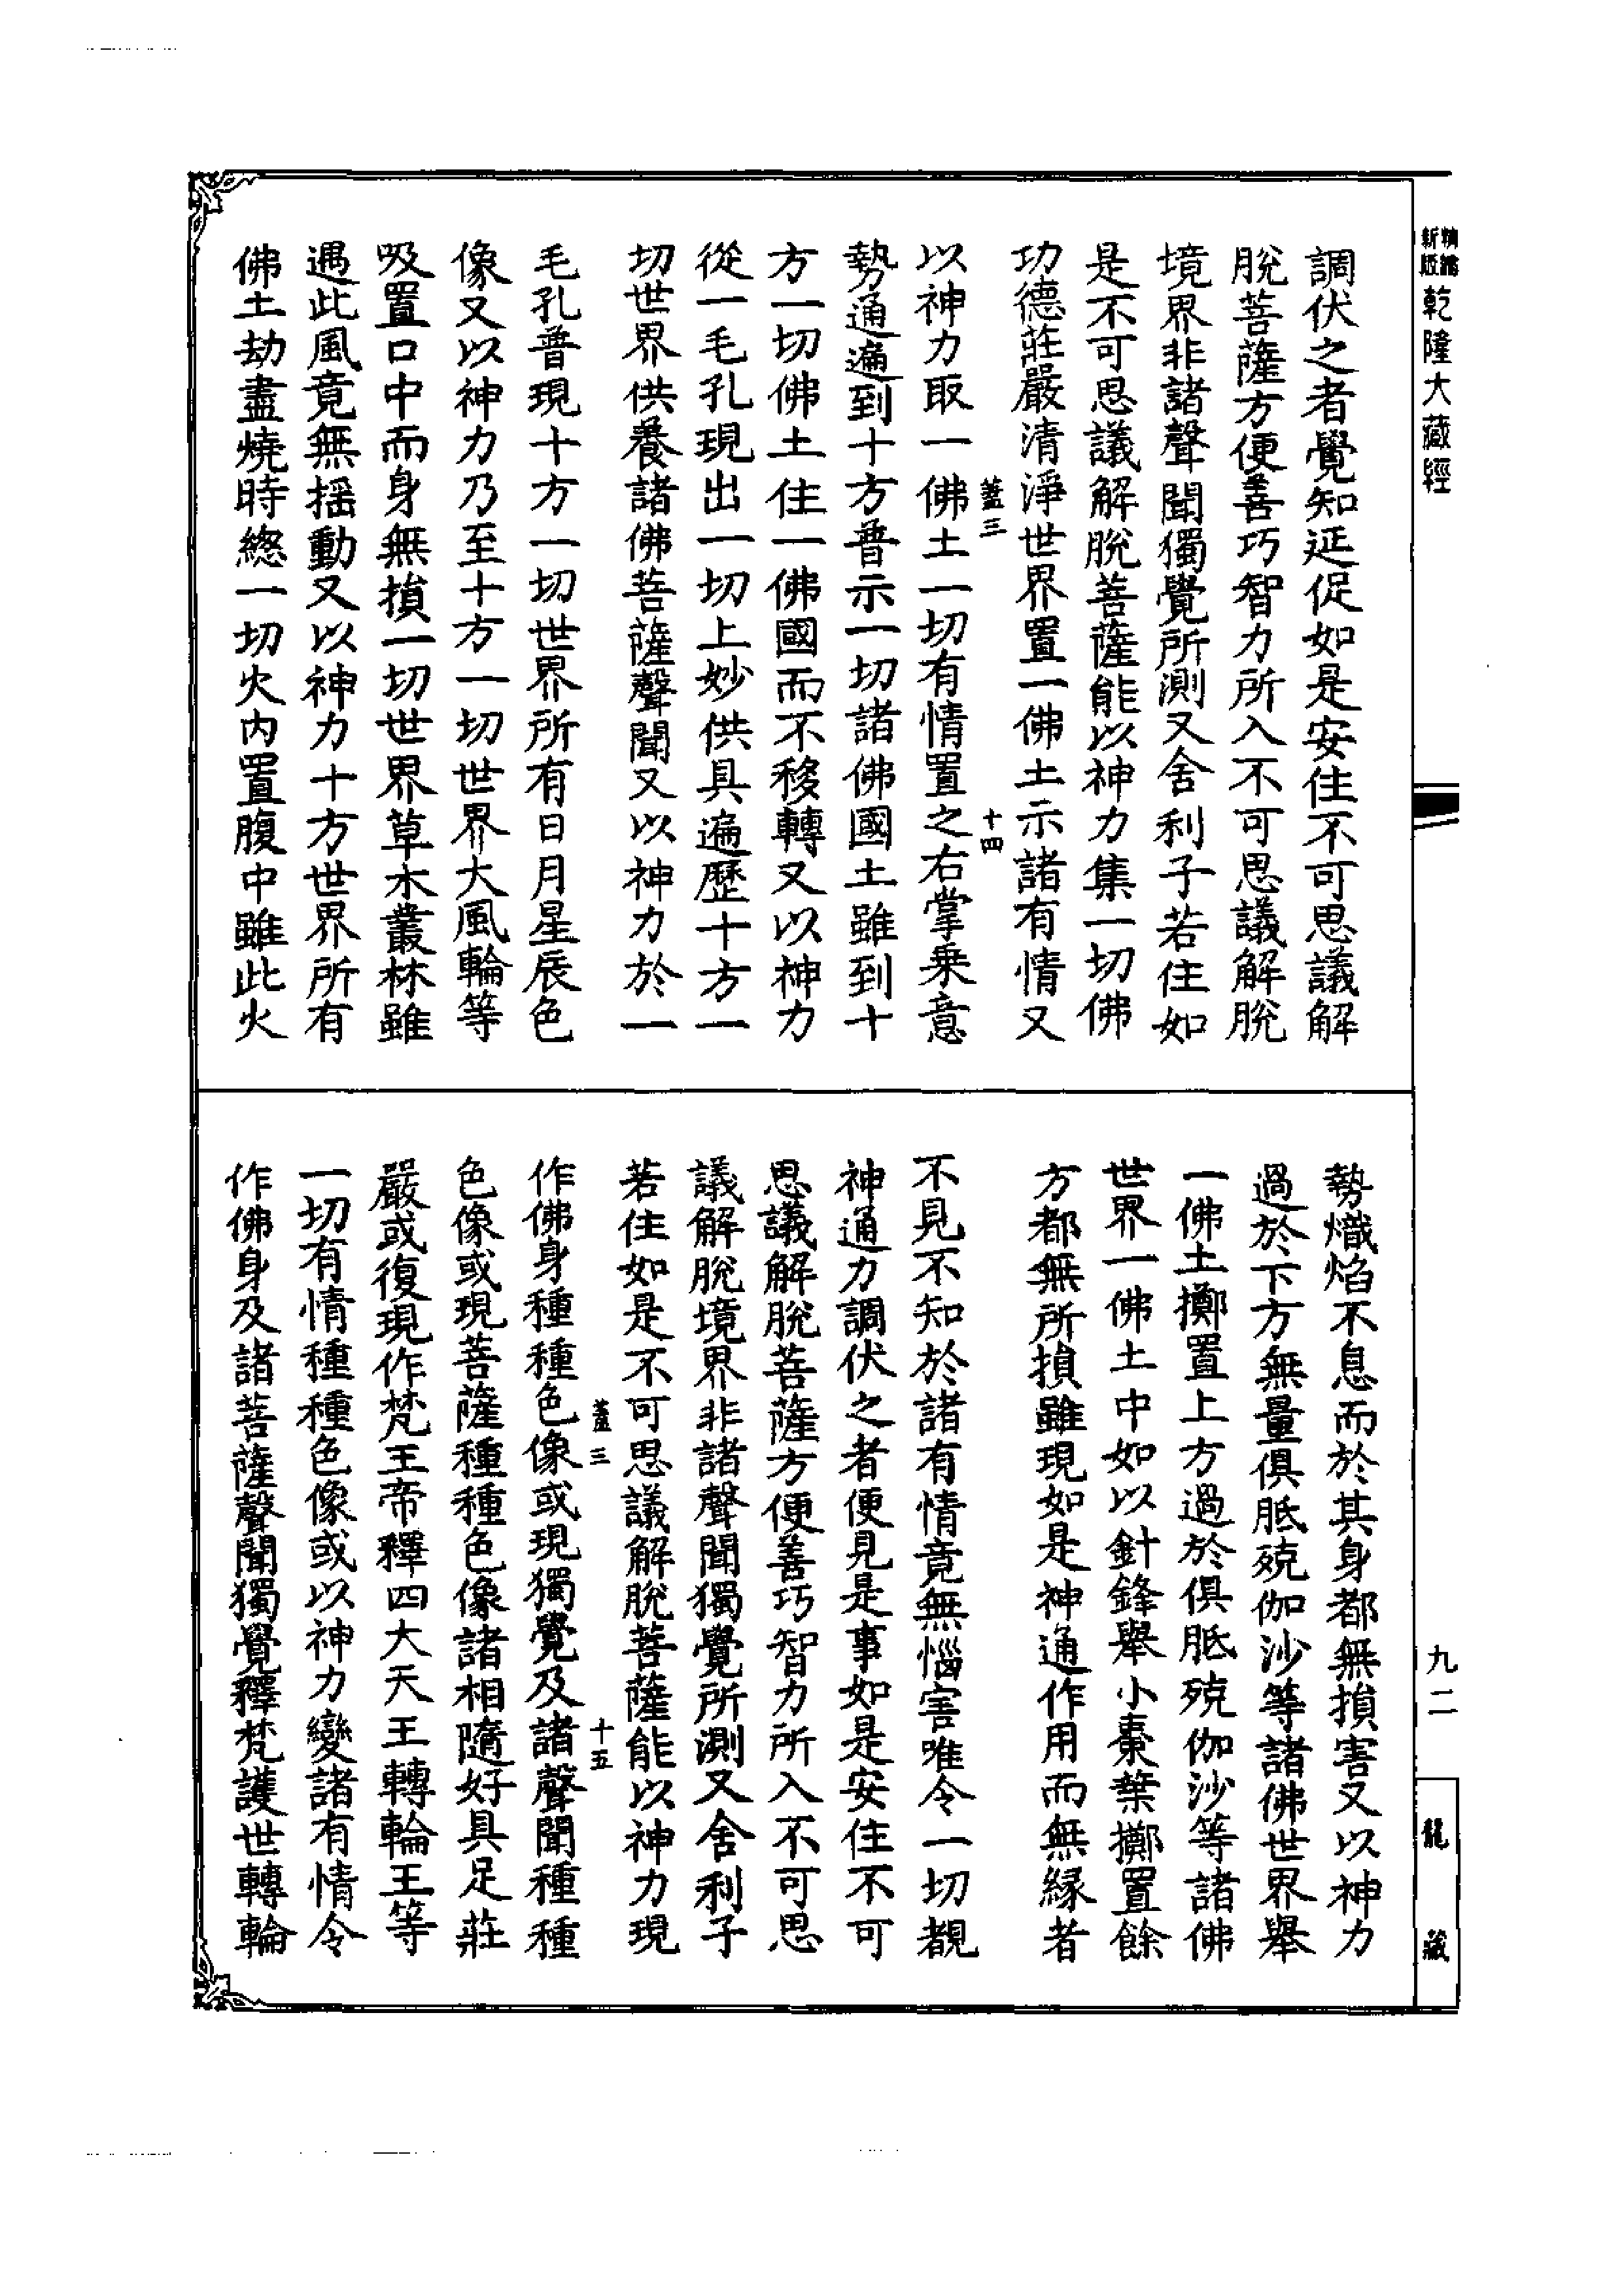 新版
精縮
乾隆大藏經
調伏之者覺知延促如是安住不可思議解
脫菩薩方便善巧智力所入不可思議解脫
境界非諸聲聞獨覺所測又舍利子若住如
是不可思議解脫菩薩能以神力集一切佛
功德莊嚴清淨世界置一佛土示諸有情又
蓋三 十四
以神力取一佛土一切有情置之右掌乗意
勢通遍到十方普示一切諸佛國土雖到十
方一切佛土住一佛國而不移轉又以神力
從一毛孔現出一切上妙供具遍歷十方一
切世界供養諸佛菩薩聲聞又以神力於一
毛孔普現十方一切世界所有日月星辰色
像又以神力乃至十方一切世界大風輪等
吸置口中而身無損一切世界草木叢林雖
遇此風竟無揺動又以神力十方世界所有
佛土劫盡燒時緫一切火内置腹中雖此火
勢熾焰不息而於其身都無損害又以神力
過於下方無量俱胝殑伽沙等諸佛世界舉
一佛土擲置上方過於俱胝殑伽沙等諸佛
世界一佛土中如以針鋒舉小棗葉擲置餘
方都無所損雖現如是神通作用而無縁者
不見不知於諸有情竟無惱害唯令一切覩
神通力調伏之者便見是事如是安住不可
思議解脫菩薩方便善巧智力所入不可思
議解脫境界非諸聲聞獨覺所測又舍利子
若住如是不可思議解脫菩薩能以神力現
蓋三 十五
作佛身種種色像或現獨覺及諸聲聞種種
色像或現菩薩種種色像諸相隨好具足莊
嚴或復現作梵王帝釋四大天王轉輪王等
一切有情種種色像或以神力變諸有情令
作佛身及諸菩薩聲聞獨覺釋梵護世轉輪
九二
龍藏